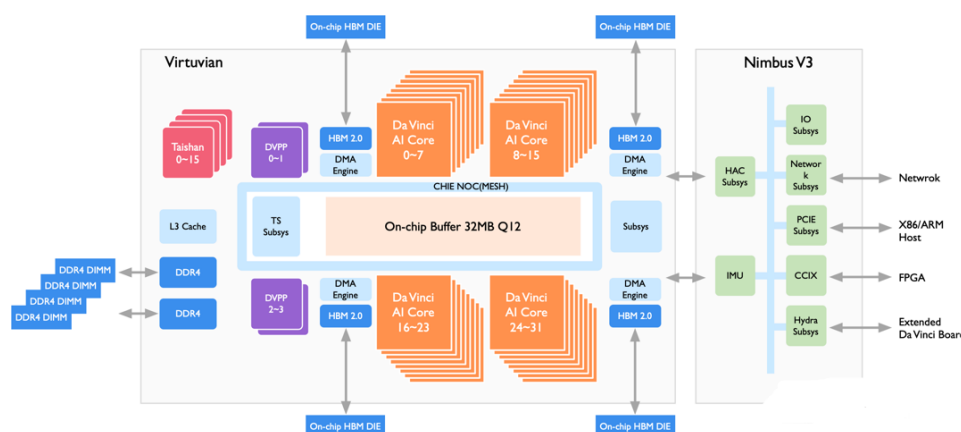 On-chip HBM DIE
On-chip HBM DIE
Virtuvian
Nimbus V3
Taishan
0~15
DVPP
0~1
HBM 2.0
DMA
Engine
Da Vinci
AI Core
0~7
Da Vinci
AI Core
8~15
HBM 2.0
DMA
Engine
IO
Subsys
HAC
Subsys
Networ
k Subsys
Netwrok
CHIE NOC(MESH)
L3 Cache
TS
Subsys
On-chip Buffer 32MB Q12
Subsys
PCIE
Subsys
X86/ARM
Host
DDR4 DIMM
DDR4 DIMM
DDR4 DIMM
DDR4 DIMM
DDR4
DDR4
DVPP
2~3
DMA
Engine
HBM 2.0
Da Vinci
AI Core
16~23
Da Vinci
AI Core
24~31
DMA
Engine
HBM 2.0
IMU
CCIX
FPGA
Hydra
Subsys
Extended
Da Vinci Board
On-chip HBM DIE
On-chip HBM DIE